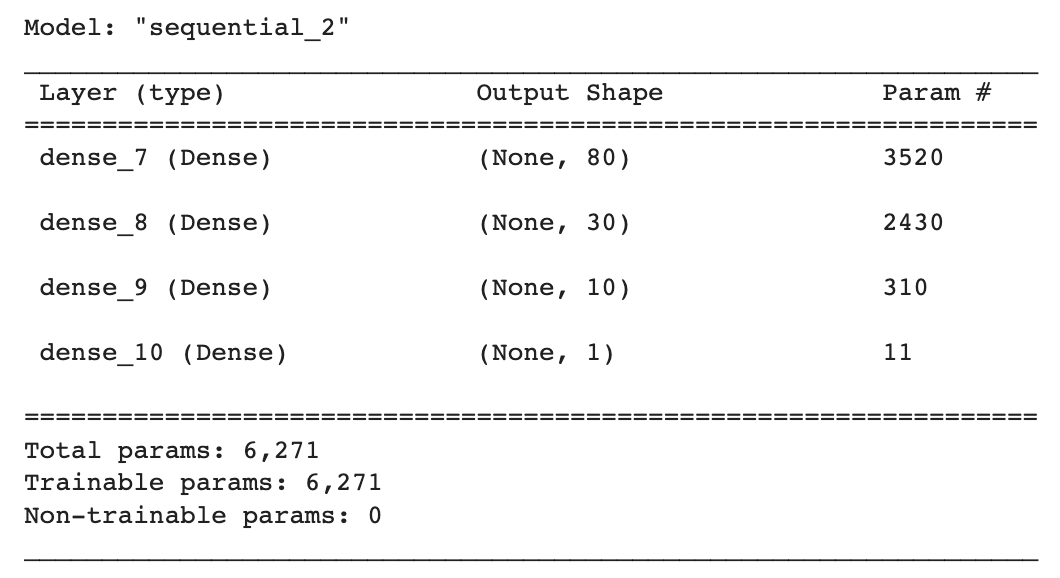 Model: "sequential_2"
Layer (type) Output Shape Param #
=================================================================
dense_7 (Dense) (None, 80) 3520
dense_8 (Dense) (None, 30) 2430
dense_9 (Dense) (None, 10) 310
dense_10 (Dense) (None, 1) 11
=================================================================
Total params: 6,271
Trainable params: 6,271
Non-trainable params: 0